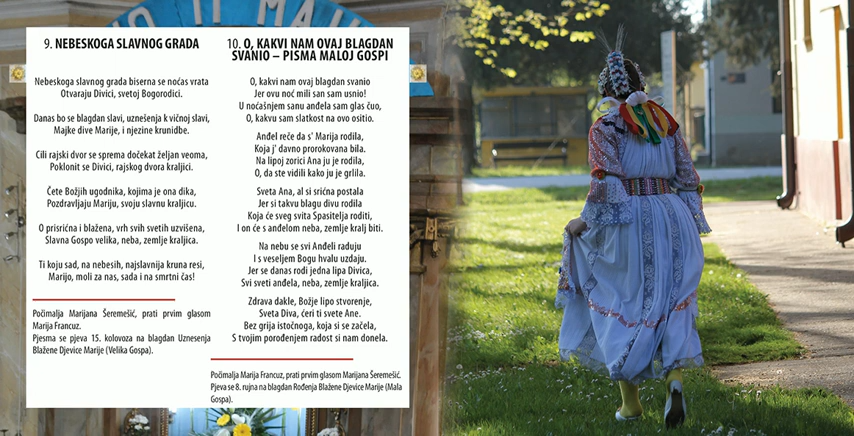 O TI MAJ
9. NEBESKOGA SLAVNOG GRADA
Nebeskoga slavnog grada biserna se noćas vrata
Otvaraju Divici, svetoj Bogorodici.
Danas bo se blagdan slavi, uznešenja k vičnoj slavi,
Majke dive Marije, i njezine krunidbe.
Cili rajski dvor se sprema dočekat željan veoma,
Poklonit se Divici, rajskog dvora kraljici.
Čete Božjih ugodnika, kojima je ona dika,
Pozdravljaju Mariju, svoju slavnu kraljicu.
O prisrićna i blažena, vrh svih svetih uzvišena,
Slavna Gospo velika, neba, zemlje kraljica.
Ti koju sad, na nebesih, najslavnija kruna resi,
Marijo, moli za nas, sada i na smrtni čas!
Počimalja Marijana Šeremešić, prati prvim glasom
Marija Francuz.
Pjesma se pjeva 15. kolovoza na blagdan Uznesenja
Blažene Djevice Marije (Velika Gospa).
10. O, KAKVI NAM OVAJ BLAGDAN
SVANIO – PISMA MALOJ GOSPI
O, kakvi nam ovaj blagdan svanio
Jer ovu noć mili san sam usnio!
U noćašnjem sanu anđela sam glas čuo,
O, kakvu sam slatkost na ovo ositio.
Anđel reče da s' Marija rodila,
Koja j' davno prorokovana bila.
Na lipoj zorici Ana ju je rodila,
O, da ste vidili kako ju je grlila.
Sveta Ana, al si srićna postala
Jer si takvu blagu divu rodila
Koja će sveg svita Spasitelja roditi,
I on će s anđelom neba, zemlje kralj biti.
Na nebu se svi Anđeli raduju
I s veseljem Bogu hvalu uzdaju.
Jer se danas rodi jedna lipa Divica,
Svi sveti anđela, neba, zemlje kraljica.
Zdrava dakle, Božje lipo stvorenje,
Sveta Diva, ćeri ti svete Ane.
Bez grija istočnoga, koja si se začela,
S tvojim porođenjem radost si nam donela.
Počimalja Marija Francuz, prati prvim glasom Marijana Šeremešić.
Pjeva se 8. rujna na blagdan Rođenja Blažene Djevice Marije (Mala
Gospa).